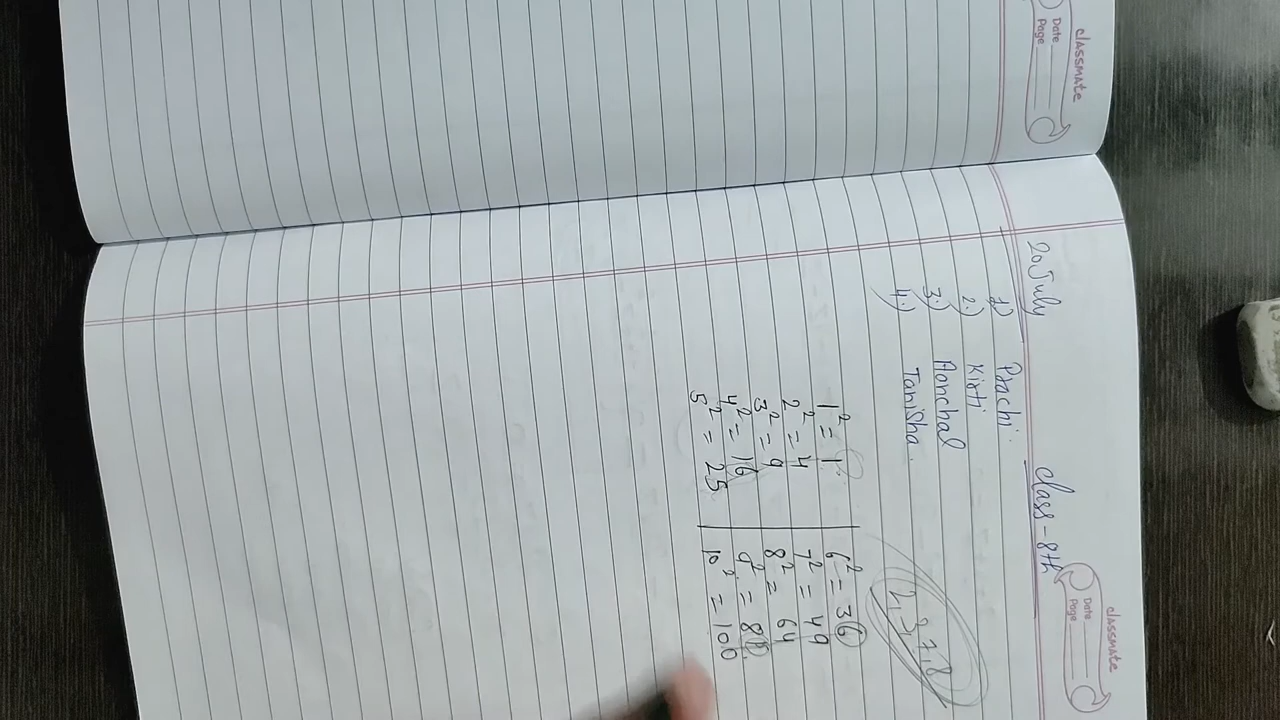 classmate
Date
Page
classmate
Date
Page
20 July class - 8th
1) Prachi
2.) Kirti
3.) Aanchal
4.) Tanisha.
2, 3, 7, 8
1² = 1 6² = 36
2² = 4 7² = 49
3² = 9 8² = 64
4² = 16 9² = 81
5² = 25 10² = 100